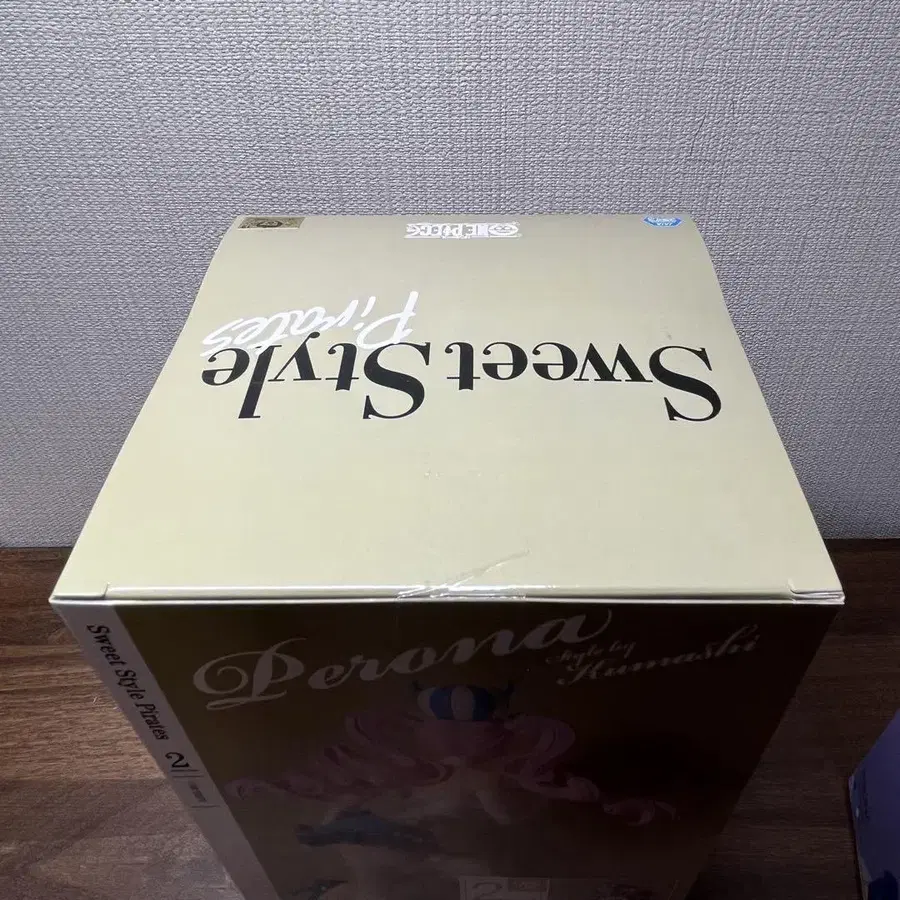 ONE PIECE
Sweet Style
Pirates
Perona
Style by
Kumashi
Sweet Style Pirates 2